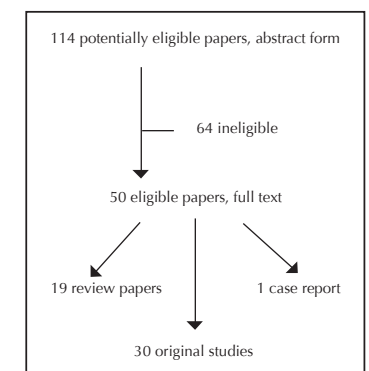 114 potentially eligible papers, abstract form
64 ineligible
50 eligible papers, full text
19 review papers
1 case report
30 original studies